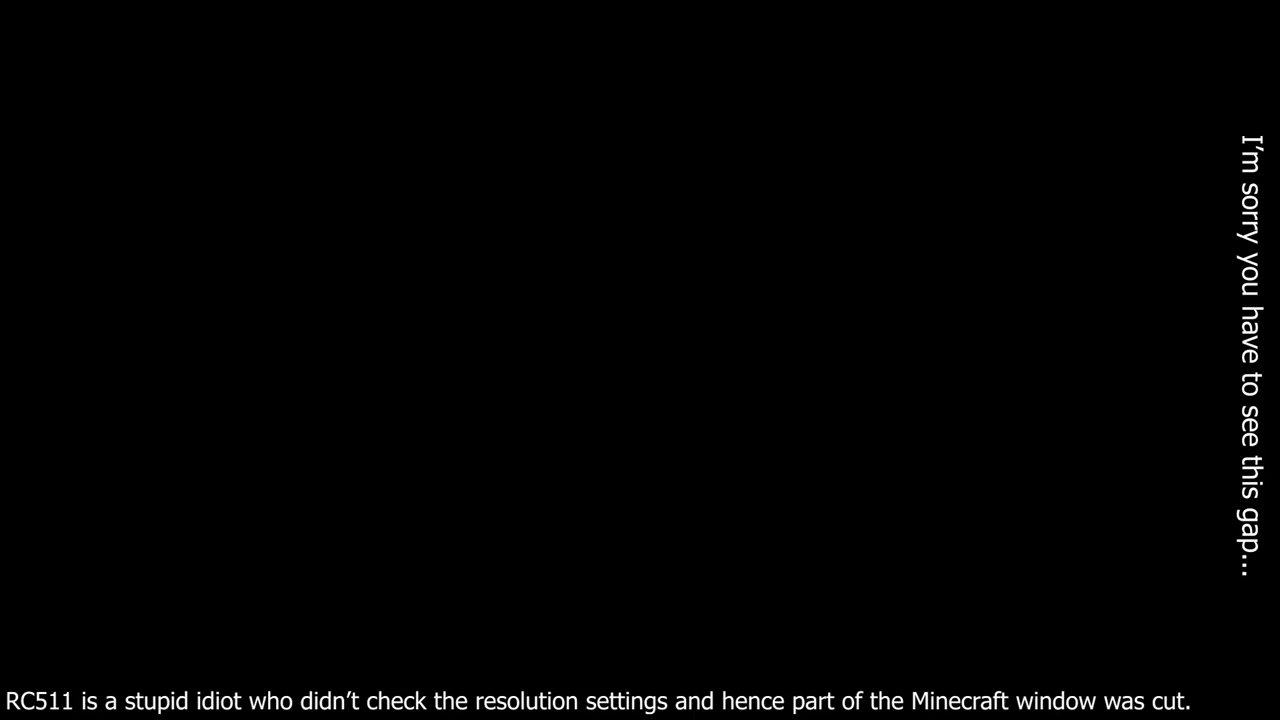 I’m sorry you have to see this gap...
RC511 is a stupid idiot who didn’t check the resolution settings and hence part of the Minecraft window was cut.